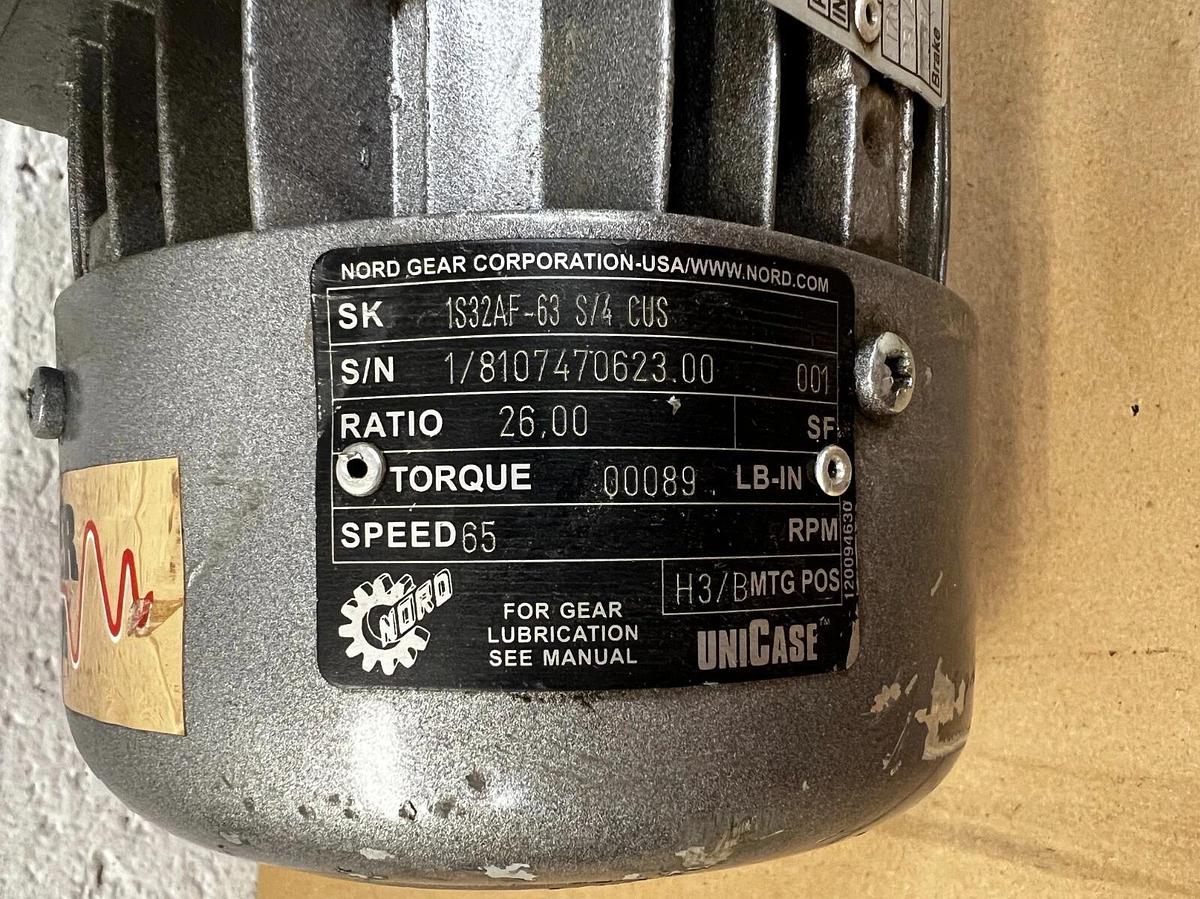 Brake
NORD GEAR CORPORATION-USA/WWW.NORD.COM
SK 1S32AF-63 S/4 CUS
S/N 1/8107470623.00 001
RATIO 26,00 SF
TORQUE 00089 LB-IN
SPEED 65 RPM
H3/B MTG POS
120094630
NORD
FOR GEAR
LUBRICATION
SEE MANUAL
UNICASE™